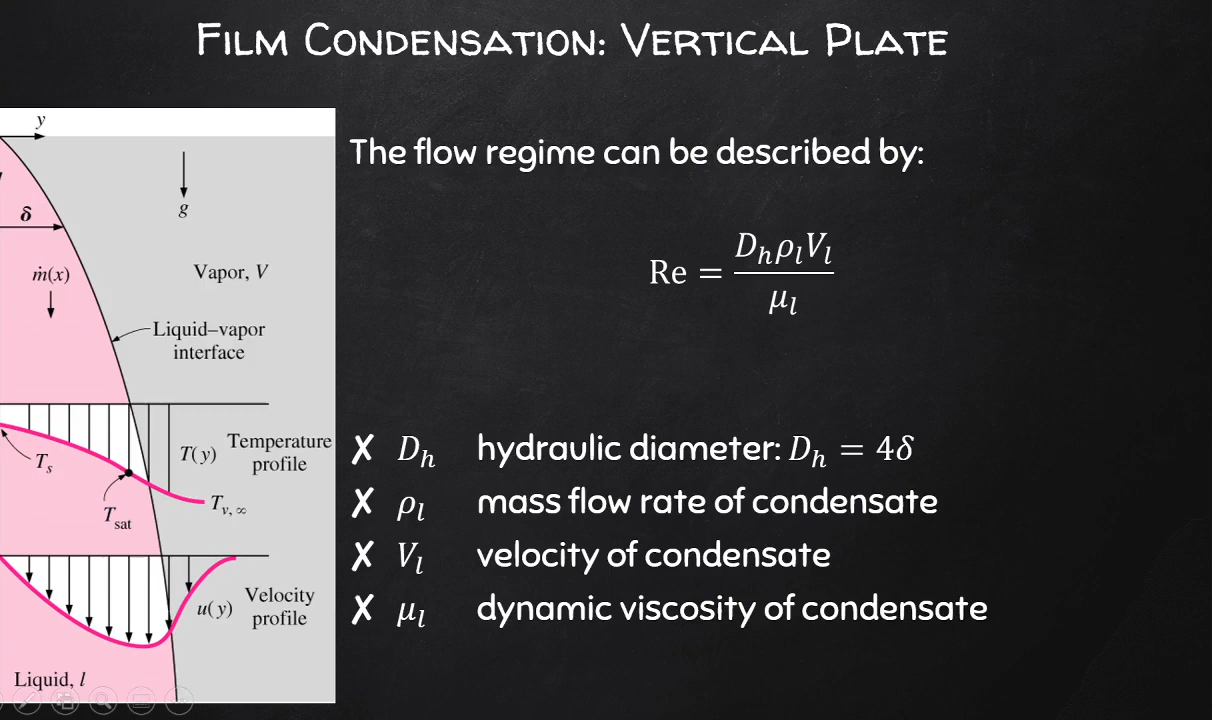 Film Condensation: Vertical Plate
y
δ
g
ṁ(x)
Vapor, V
Liquid–vapor
interface
T(y)
Temperature
profile
T_s
T_sat
T_v,∞
u(y)
Velocity
profile
Liquid, l
The flow regime can be described by:
Re = D_h ρ_l V_l / μ_l
✗ D_h hydraulic diameter: D_h = 4δ
✗ ρ_l mass flow rate of condensate
✗ V_l velocity of condensate
✗ μ_l dynamic viscosity of condensate